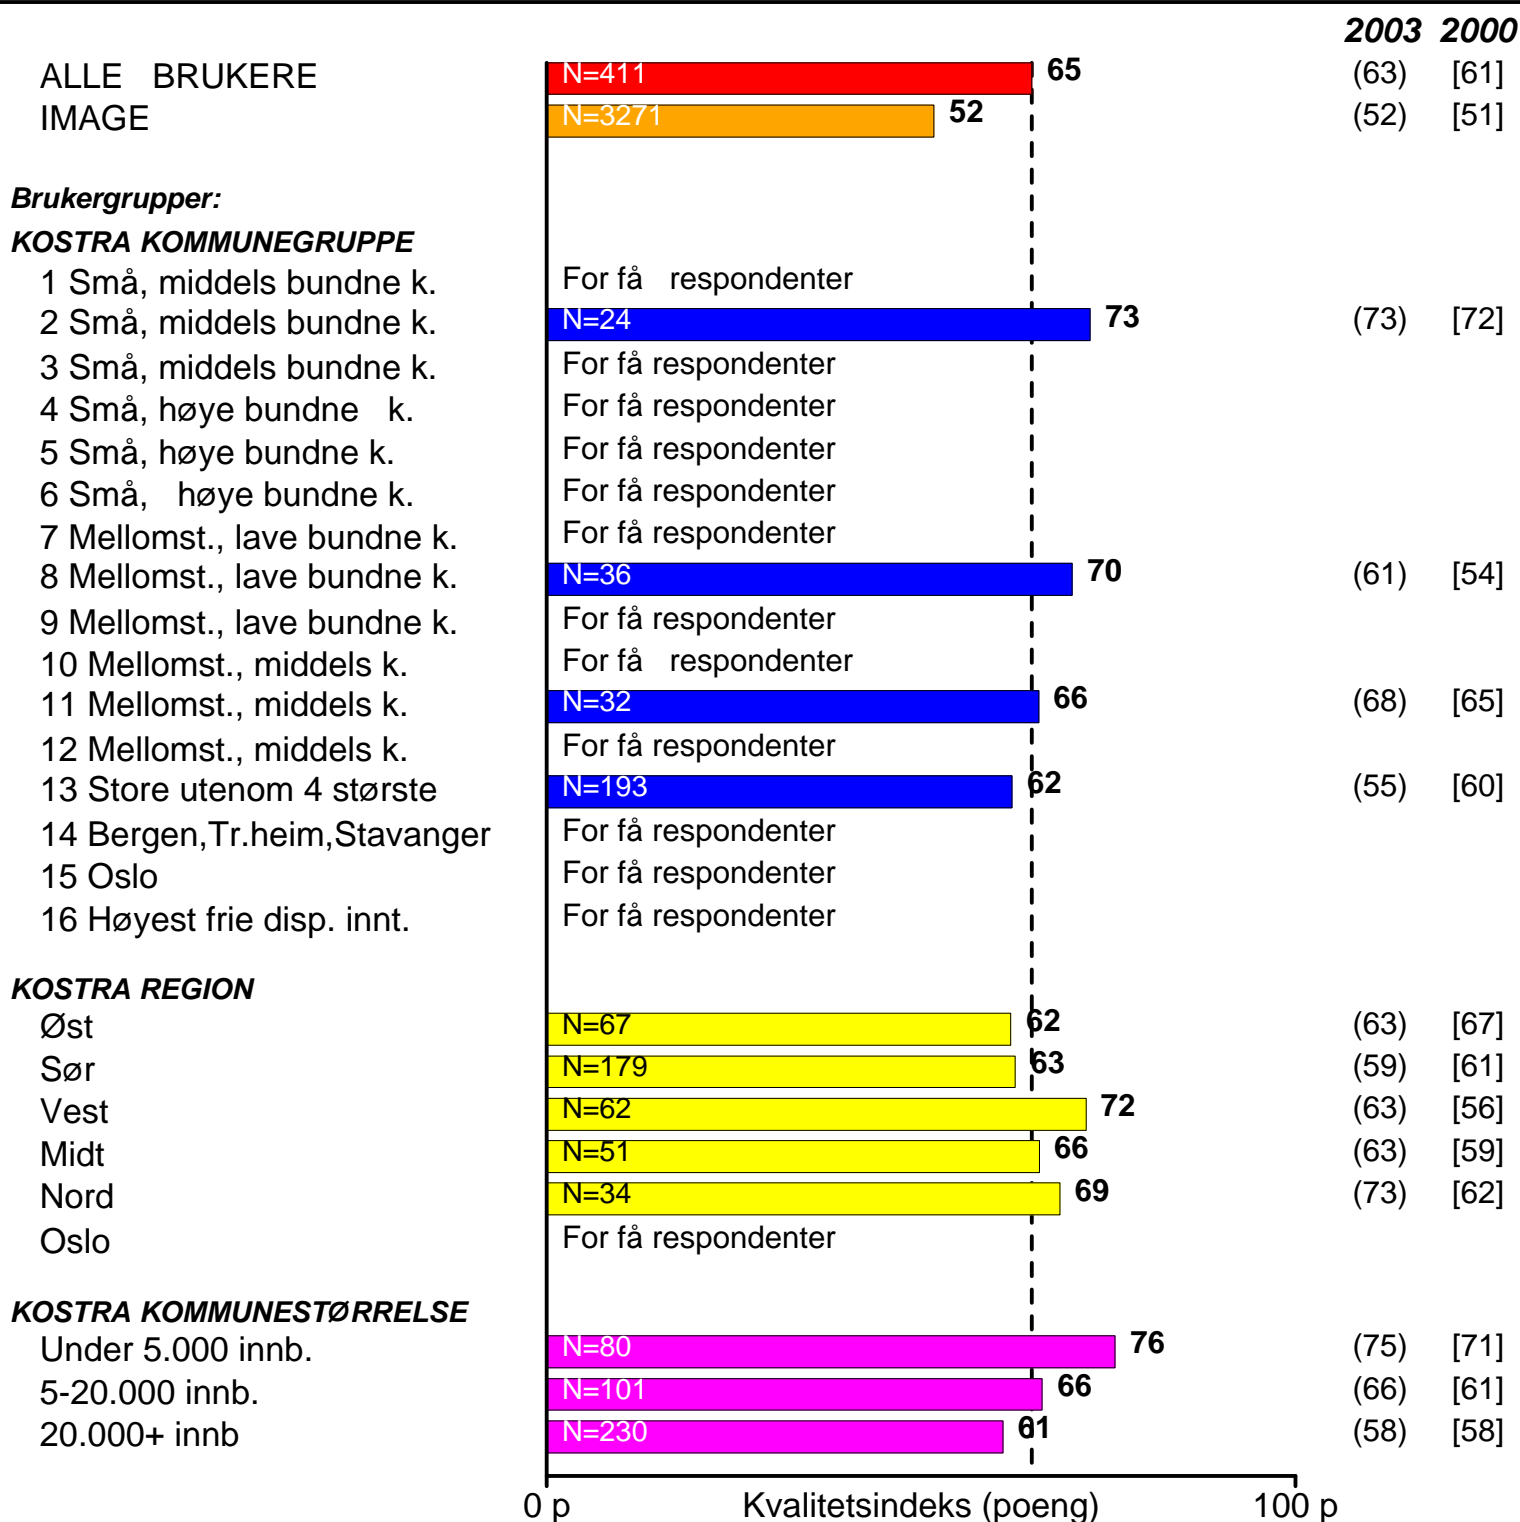 2003 2000
ALLE BRUKERE N=411 65 (63) [61]
IMAGE N=3271 52 (52) [51]
Brukergrupper:
KOSTRA KOMMUNEGRUPPE
1 Små, middels bundne k. For få respondenter
2 Små, middels bundne k. N=24 73 (73) [72]
3 Små, middels bundne k. For få respondenter
4 Små, høye bundne k. For få respondenter
5 Små, høye bundne k. For få respondenter
6 Små, høye bundne k. For få respondenter
7 Mellomst., lave bundne k. For få respondenter
8 Mellomst., lave bundne k. N=36 70 (61) [54]
9 Mellomst., lave bundne k. For få respondenter
10 Mellomst., middels k. For få respondenter
11 Mellomst., middels k. N=32 66 (68) [65]
12 Mellomst., middels k. For få respondenter
13 Store utenom 4 største N=193 62 (55) [60]
14 Bergen,Tr.heim,Stavanger For få respondenter
15 Oslo For få respondenter
16 Høyest frie disp. innt. For få respondenter
KOSTRA REGION
Øst N=67 62 (63) [67]
Sør N=179 63 (59) [61]
Vest N=62 72 (63) [56]
Midt N=51 66 (63) [59]
Nord N=34 69 (73) [62]
Oslo For få respondenter
KOSTRA KOMMUNESTØRRELSE
Under 5.000 innb. N=80 76 (75) [71]
5-20.000 innb. N=101 66 (66) [61]
20.000+ innb N=230 61 (58) [58]
0 p Kvalitetsindeks (poeng) 100 p